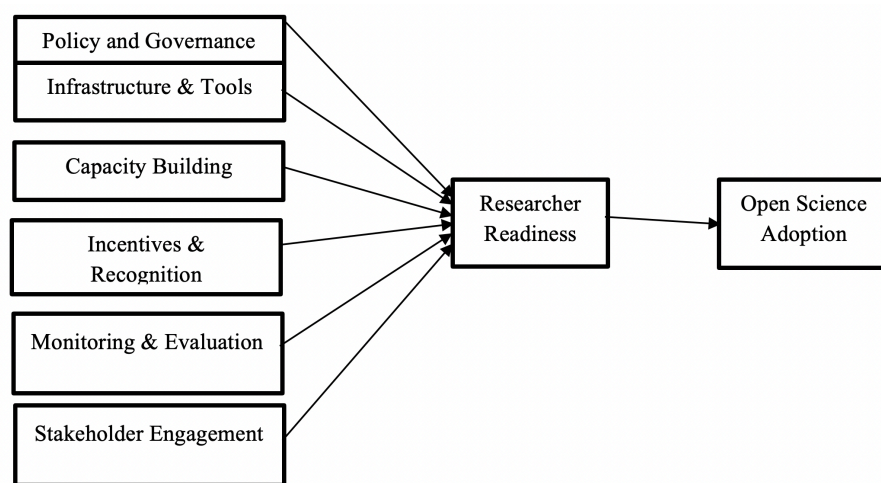 Policy and Governance
Infrastructure & Tools
Capacity Building
Incentives &
Recognition
Monitoring & Evaluation
Stakeholder Engagement
Researcher
Readiness
Open Science
Adoption